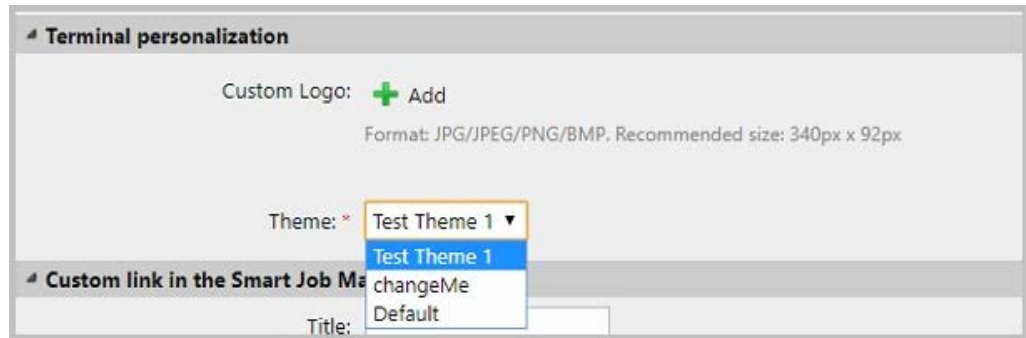 Terminal personalization
Custom Logo: Add
Format: JPG/JPEG/PNG/BMP. Recommended size: 340px x 92px
Theme: * Test Theme 1
Test Theme 1
Custom link in the Smart Job Ma
changeMe
Default
Title: